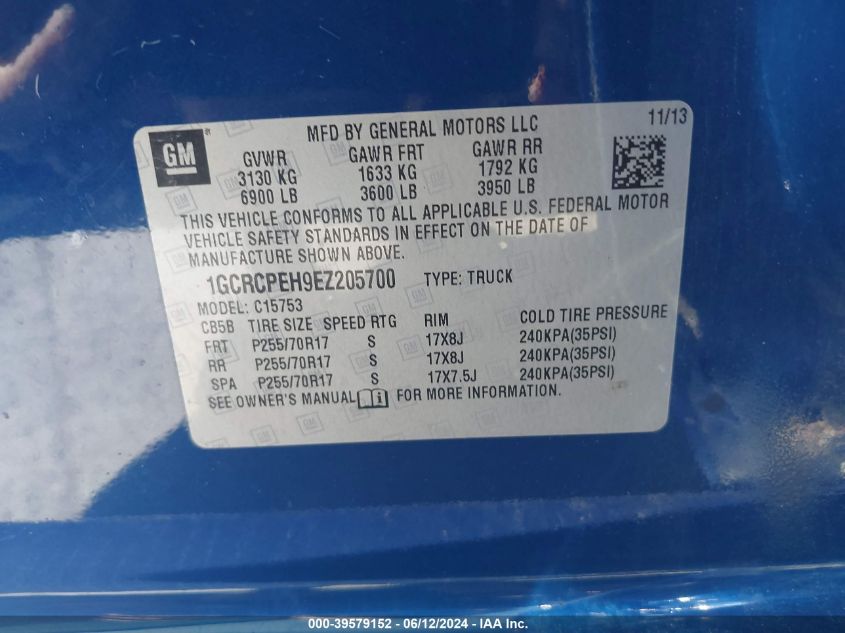 11/13
MFD BY GENERAL MOTORS LLC
GM
GVWR GAWR FRT GAWR RR
3130 KG 1633 KG 1792 KG
6900 LB 3600 LB 3950 LB
THIS VEHICLE CONFORMS TO ALL APPLICABLE U.S. FEDERAL MOTOR
VEHICLE SAFETY STANDARDS IN EFFECT ON THE DATE OF
MANUFACTURE SHOWN ABOVE.
1GCRCPEH9EZ205700 TYPE: TRUCK
MODEL: C15753
CB5B TIRE SIZE SPEED RTG RIM COLD TIRE PRESSURE
FRT P255/70R17 S 17X8J 240KPA(35PSI)
RR P255/70R17 S 17X8J 240KPA(35PSI)
SPA P255/70R17 S 17X7.5J 240KPA(35PSI)
SEE OWNER'S MANUAL i FOR MORE INFORMATION.
000-39579152 - 06/12/2024 - IAA, Inc.